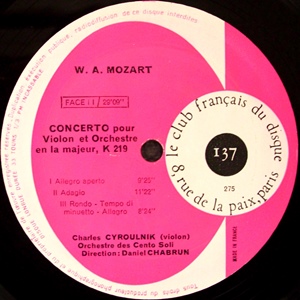 W. A. MOZART
FACE : I / 29'09"
CONCERTO pour
Violon et Orchestre
en la majeur, K 219
I Allegro aperto 9'25"
II Adagio 11'22"
III Rondo - Tempo di
minuetto - Allegro 8'24"
Charles CYROULNIK (violon)
Orchestre des Cento Soli
Direction: Daniel CHABRUN
le club français du disque
8 rue de la paix, paris
137
275
MADE IN FRANCE